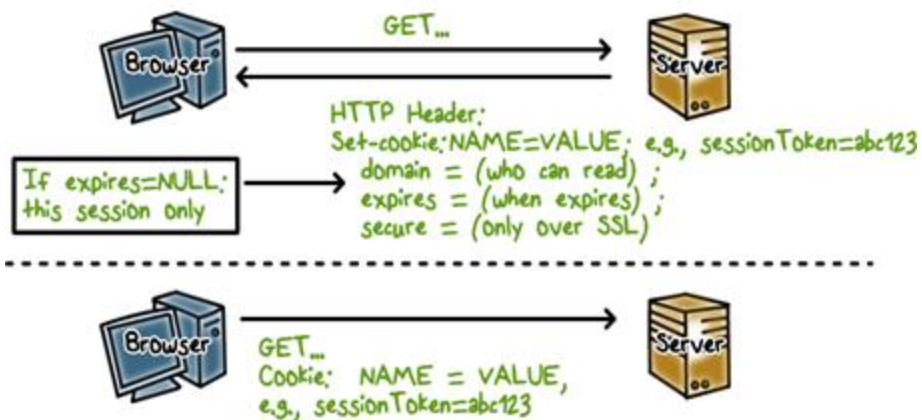 GET...
Browser
Server
HTTP Header:
Set-cookie:NAME=VALUE; e.g., sessionToken=abc123
If expires=NULL:
this session only
domain = (who can read) ;
expires = (when expires) ;
secure = (only over SSL)
Browser
Server
GET...
Cookie: NAME = VALUE,
e.g., sessionToken=abc123